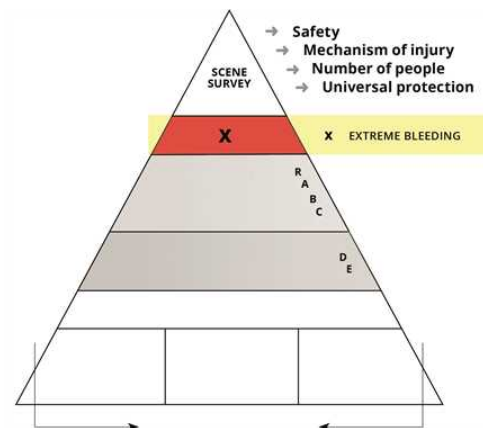 Safety
Mechanism of injury
Number of people
Universal protection
SCENE
SURVEY
X
X EXTREME BLEEDING
R
A
B
C
D
E